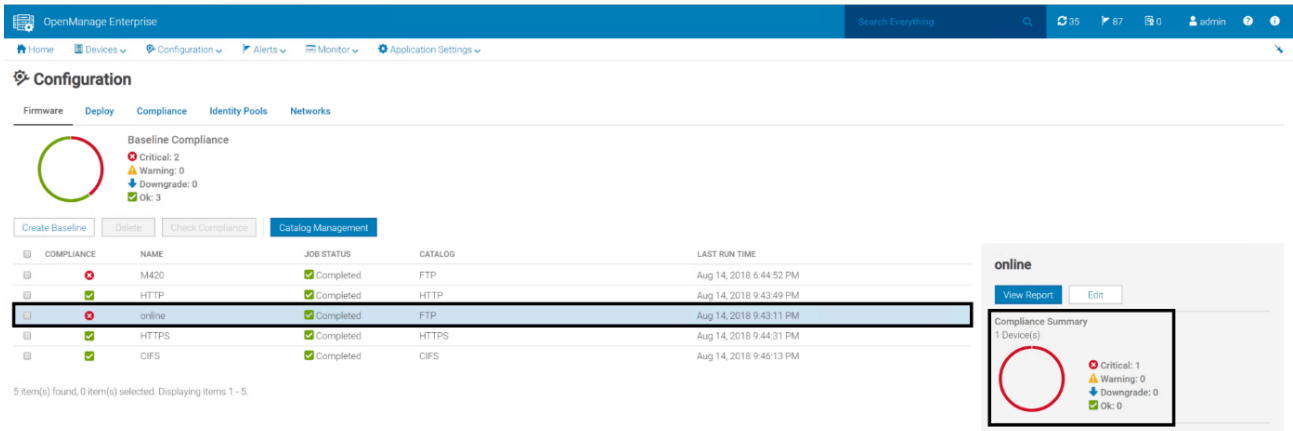 OpenManage Enterprise Search Everything 35 87 0 admin
Home Devices Configuration Alerts Monitor Application Settings
Configuration
Firmware Deploy Compliance Identity Pools Networks
Baseline Compliance
Critical: 2
Warning: 0
Downgrade: 0
Ok: 3
Create Baseline Delete Check Compliance Catalog Management
COMPLIANCE NAME JOB STATUS CATALOG LAST RUN TIME
M420 Completed FTP Aug 14, 2018 6:44:52 PM
HTTP Completed HTTP Aug 14, 2018 9:43:49 PM
online Completed FTP Aug 14, 2018 9:43:11 PM
HTTPS Completed HTTPS Aug 14, 2018 9:44:31 PM
CIFS Completed CIFS Aug 14, 2018 9:46:13 PM
5 item(s) found, 0 item(s) selected. Displaying items 1 - 5.
online
View Report Edit
Compliance Summary
1 Device(s)
Critical: 1
Warning: 0
Downgrade: 0
Ok: 0